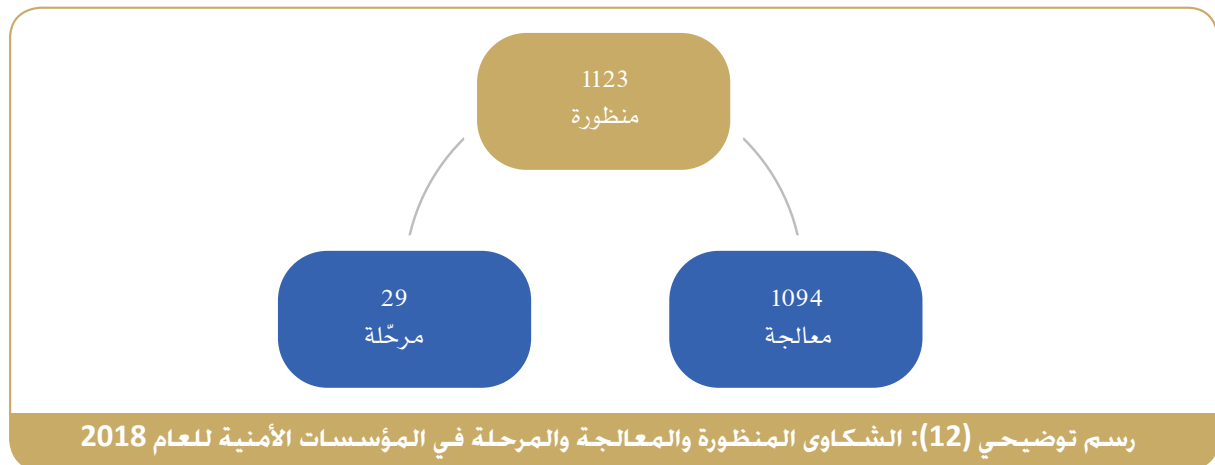 1123
منظورة
1094
معالجة
29
مرحّلة
رسم توضيحي (12): الشكاوى المنظورة والمعالجة والمرحلة في المؤسسات الأمنية للعام 2018